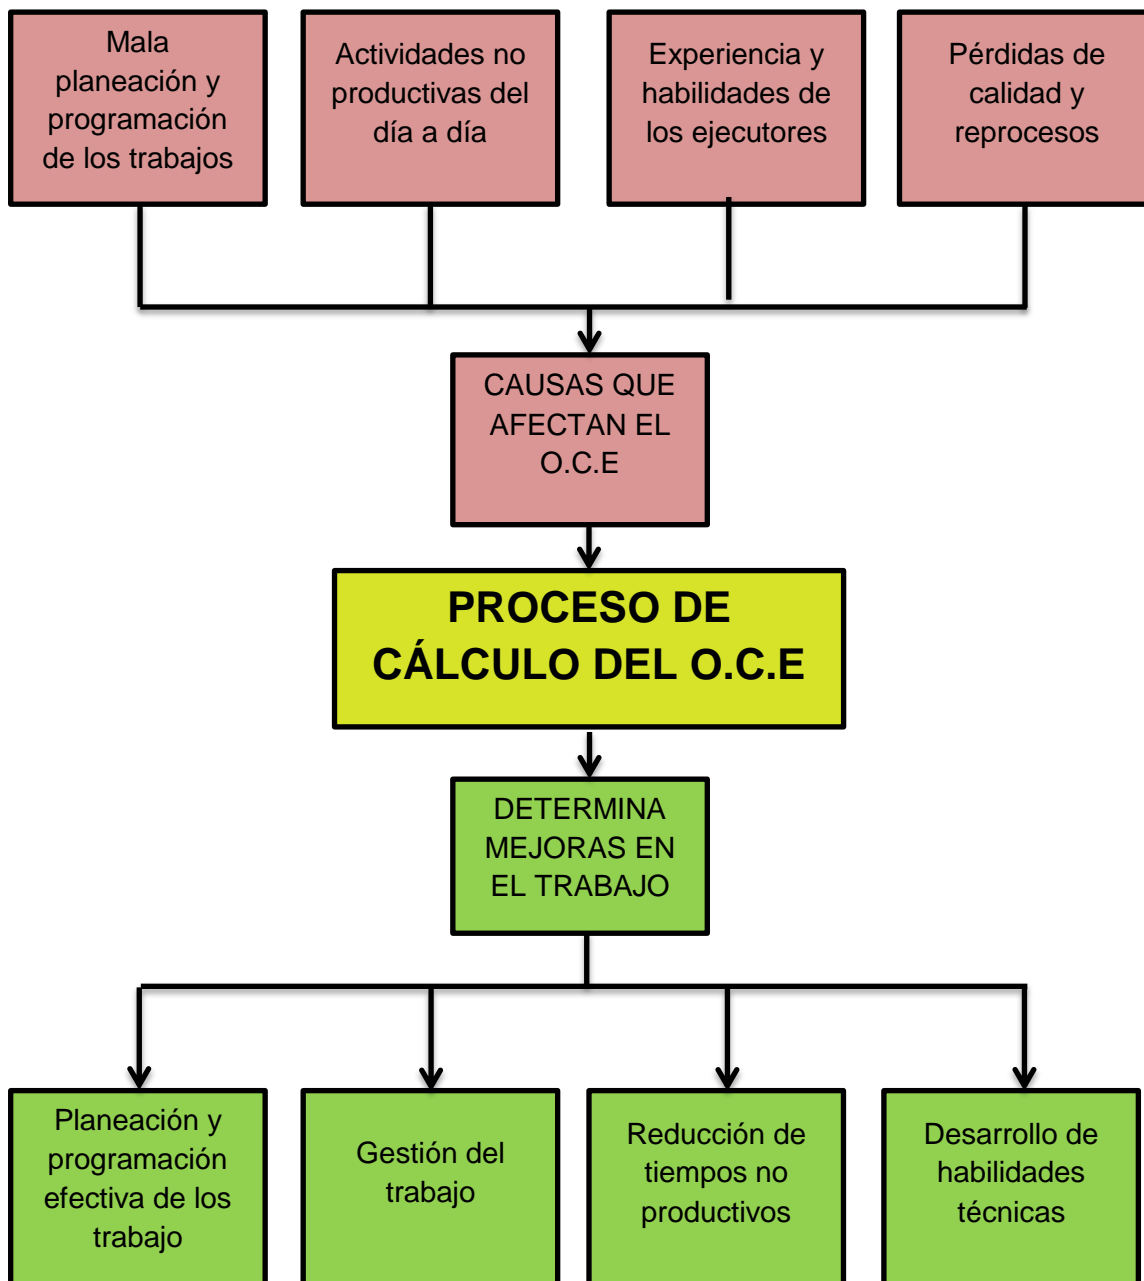 Mala
planeación y
programación
de los trabajos
Actividades no
productivas del
día a día
Experiencia y
habilidades de
los ejecutores
Pérdidas de
calidad y
reprocesos
CAUSAS QUE
AFECTAN EL
O.C.E
PROCESO DE
CÁLCULO DEL O.C.E
DETERMINA
MEJORAS EN
EL TRABAJO
Planeación y
programación
efectiva de los
trabajo
Gestión del
trabajo
Reducción de
tiempos no
productivos
Desarrollo de
habilidades
técnicas